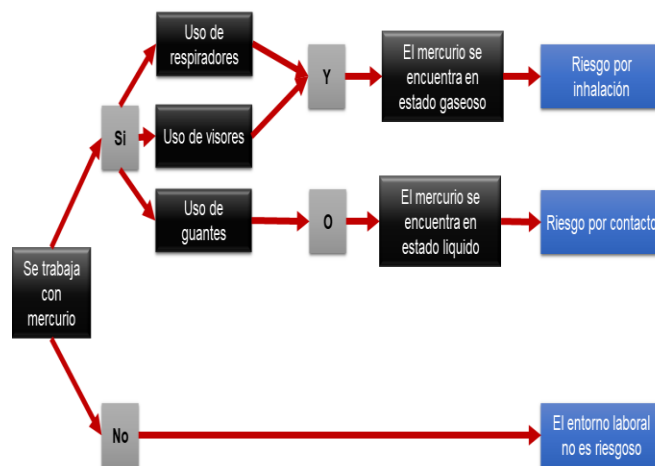 Uso de
respiradores
Y
El mercurio se
encuentra en
estado gaseoso
Riesgo por
inhalación
Si
Uso de visores
Uso de
guantes
O
El mercurio se
encuentra en
estado liquido
Riesgo por contacto
Se trabaja
con
mercurio
No
El entorno laboral
no es riesgoso